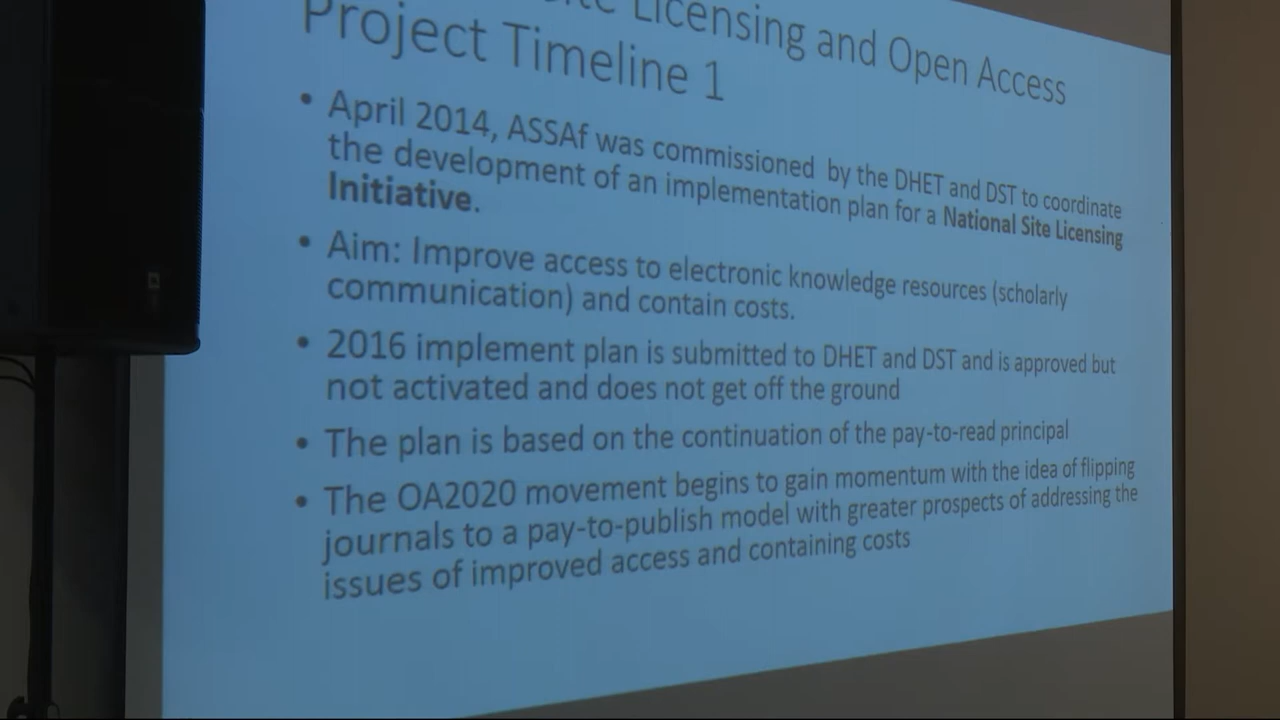 Licensing and Open Access
Project Timeline 1
• April 2014, ASSAf was commissioned by the DHET and DST to coordinate
the development of an implementation plan for a National Site Licensing
Initiative.
• Aim: Improve access to electronic knowledge resources (scholarly
communication) and contain costs.
• 2016 implement plan is submitted to DHET and DST and is approved but
not activated and does not get off the ground
• The plan is based on the continuation of the pay-to-read principal
• The OA2020 movement begins to gain momentum with the idea of flipping
journals to a pay-to-publish model with greater prospects of addressing the
issues of improved access and containing costs